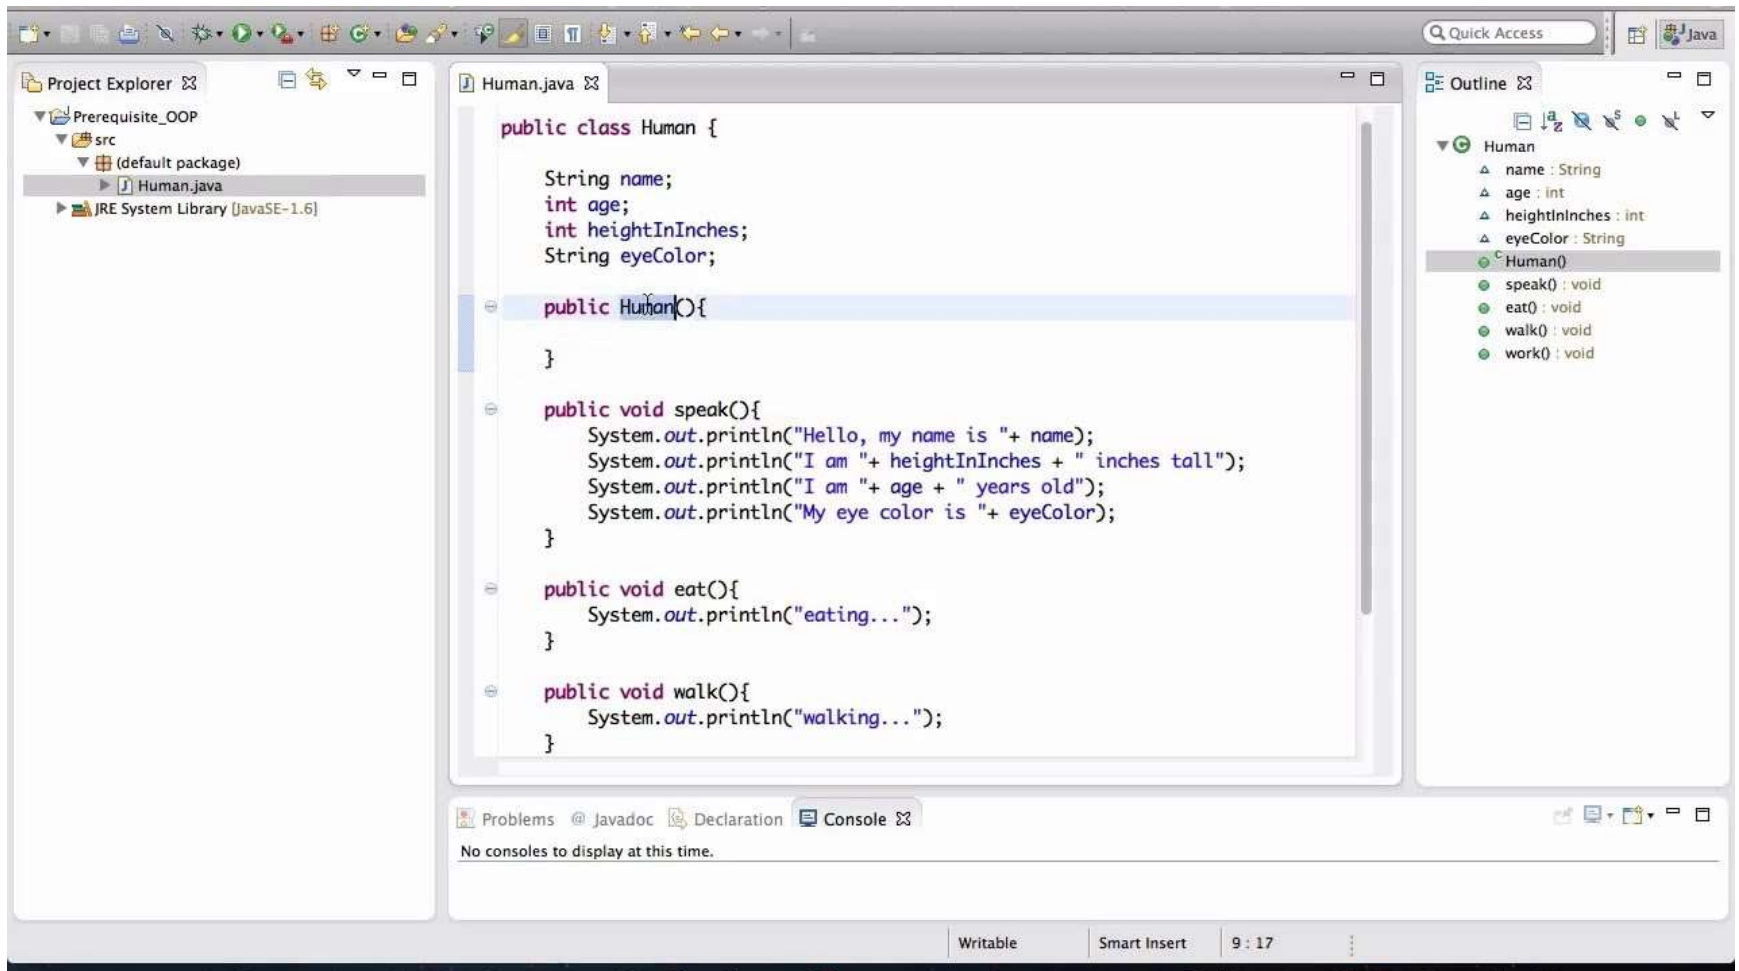 Quick Access
Java
Project Explorer
Prerequisite_OOP
src
(default package)
Human.java
JRE System Library [JavaSE-1.6]
Human.java
public class Human {
String name;
int age;
int heightInInches;
String eyeColor;
public Human(){
}
public void speak(){
System.out.println("Hello, my name is "+ name);
System.out.println("I am "+ heightInInches + " inches tall");
System.out.println("I am "+ age + " years old");
System.out.println("My eye color is "+ eyeColor);
}
public void eat(){
System.out.println("eating...");
}
public void walk(){
System.out.println("walking...");
}
Outline
Human
name : String
age : int
heightInInches : int
eyeColor : String
Human()
speak() : void
eat() : void
walk() : void
work() : void
Problems @ Javadoc Declaration Console
No consoles to display at this time.
Writable Smart Insert 9 : 17